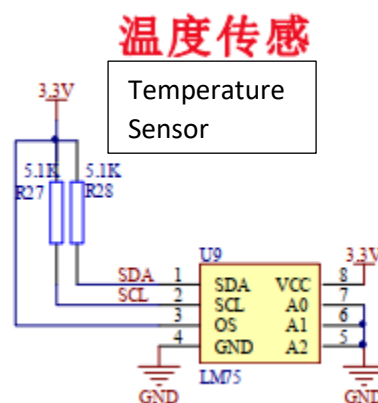 温度传感
Temperature
Sensor
3.3V
5.1K 5.1K
R27 R28
U9
3.3V
SDA 1 SDA VCC 8
SCL 2 SCL A0 7
3 OS A1 6
4 GND A2 5
LM75
GND
GND